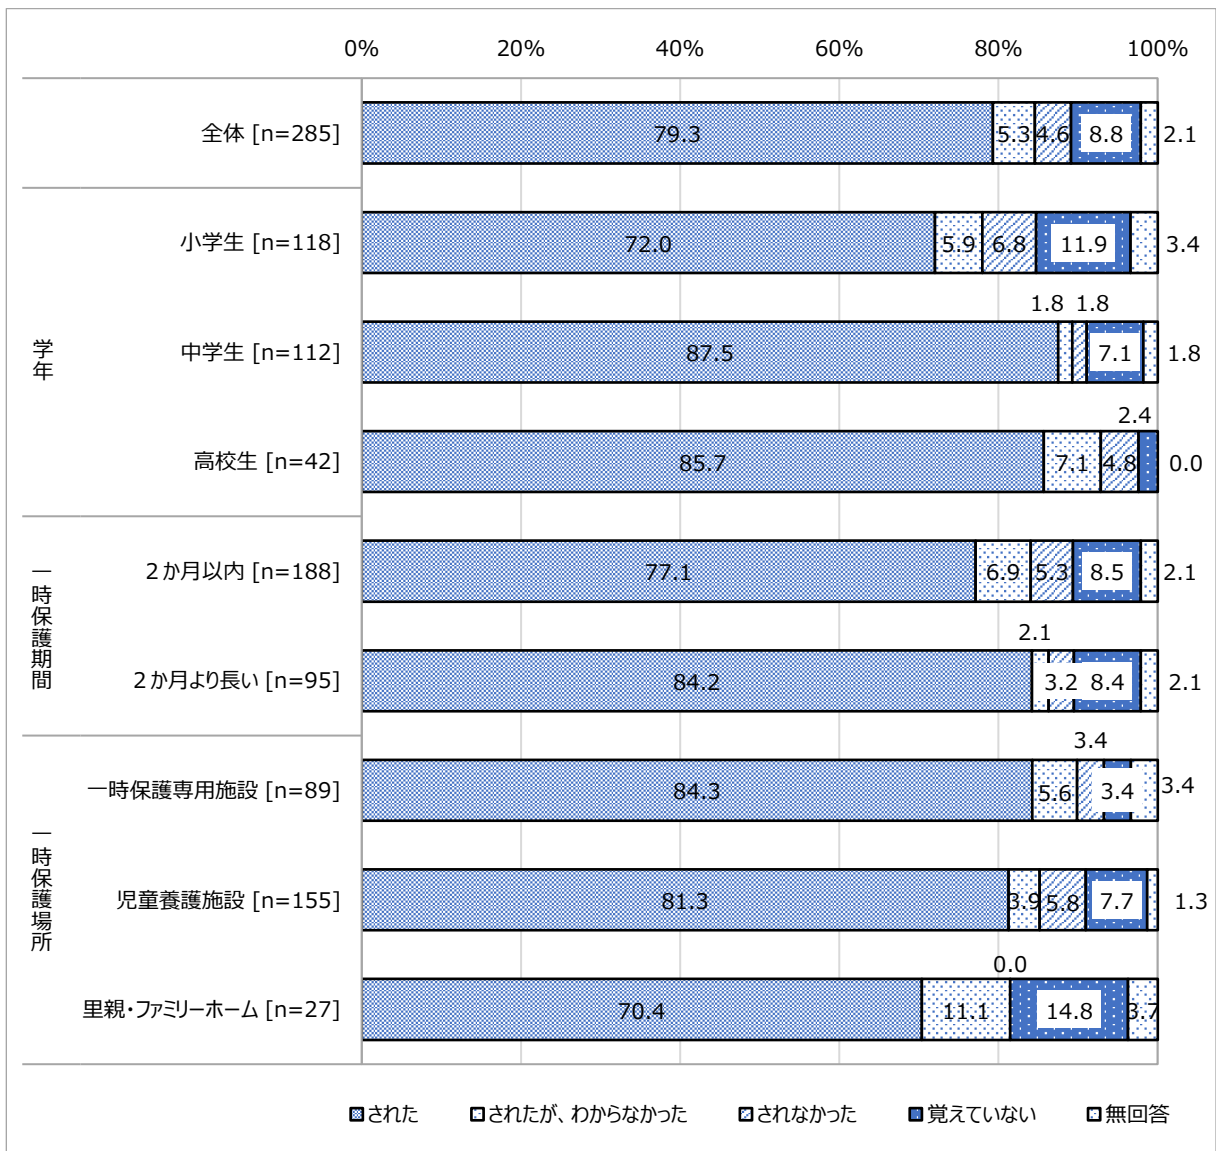 0% 20% 40% 60% 80% 100%
全体 [n=285] 79.3 5.3 4.6 8.8 2.1
学年
小学生 [n=118] 72.0 5.9 6.8 11.9 3.4
中学生 [n=112] 87.5 1.8 1.8 7.1 1.8
高校生 [n=42] 85.7 7.1 4.8 2.4 0.0
一時保護期間
２か月以内 [n=188] 77.1 6.9 5.3 8.5 2.1
２か月より長い [n=95] 84.2 2.1 3.2 8.4 2.1
一時保護場所
一時保護専用施設 [n=89] 84.3 5.6 3.4 3.4 3.4
児童養護施設 [n=155] 81.3 3.9 5.8 7.7 1.3
里親・ファミリーホーム [n=27] 70.4 11.1 0.0 14.8 3.7
された されたが、わからなかった されなかった 覚えていない 無回答